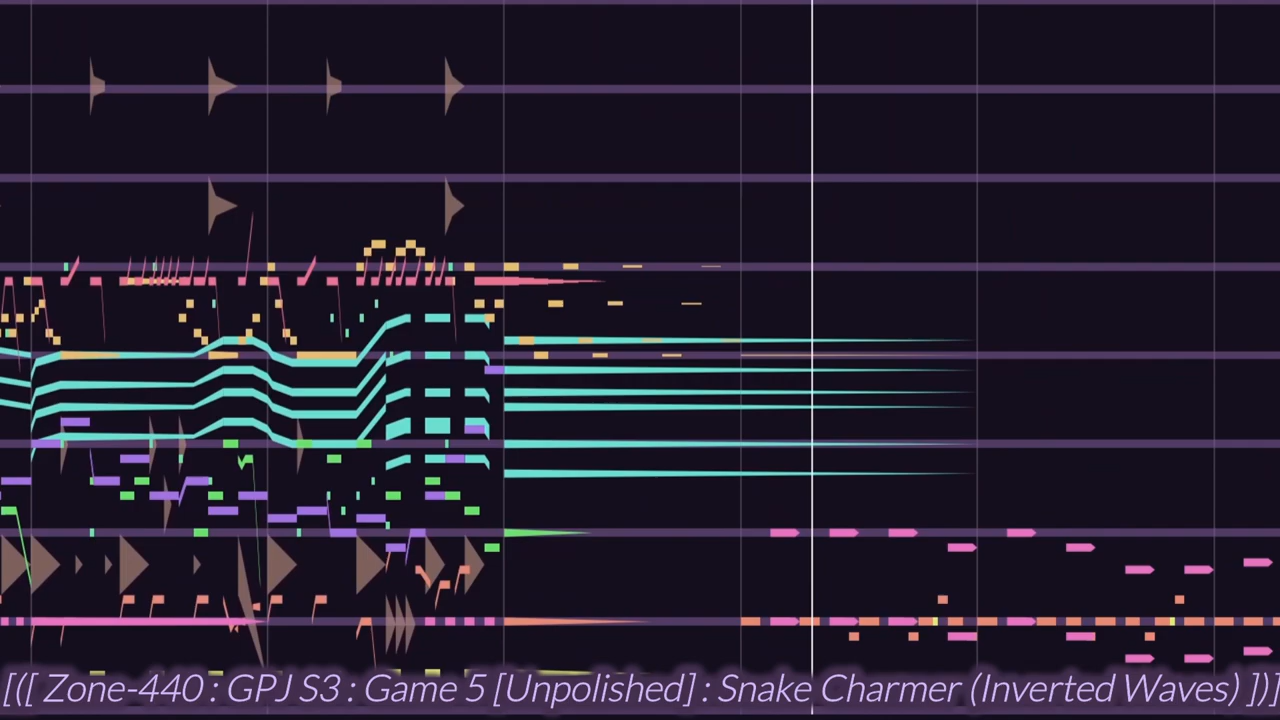 [([ Zone-440 : GPJ S3 : Game 5 [Unpolished] : Snake Charmer (Inverted Waves) ])]